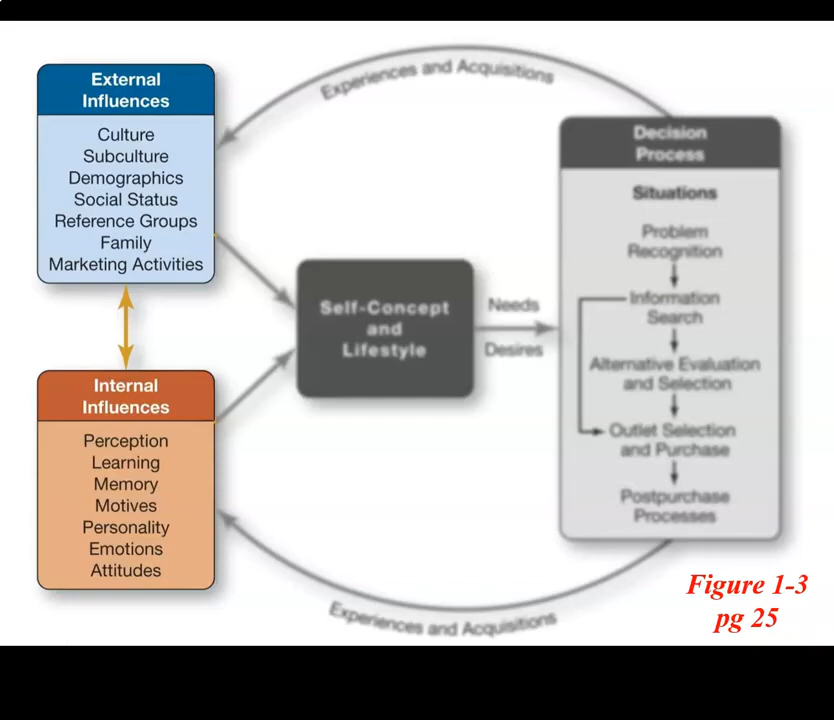 External
Influences
Culture
Subculture
Demographics
Social Status
Reference Groups
Family
Marketing Activities
Internal
Influences
Perception
Learning
Memory
Motives
Personality
Emotions
Attitudes
Experiences and Acquisitions
Self-Concept
and
Lifestyle
Needs
Desires
Decision
Process
Situations
Problem
Recognition
Information
Search
Alternative Evaluation
and Selection
Outlet Selection
and Purchase
Postpurchase
Processes
Experiences and Acquisitions
Figure 1-3
pg 25